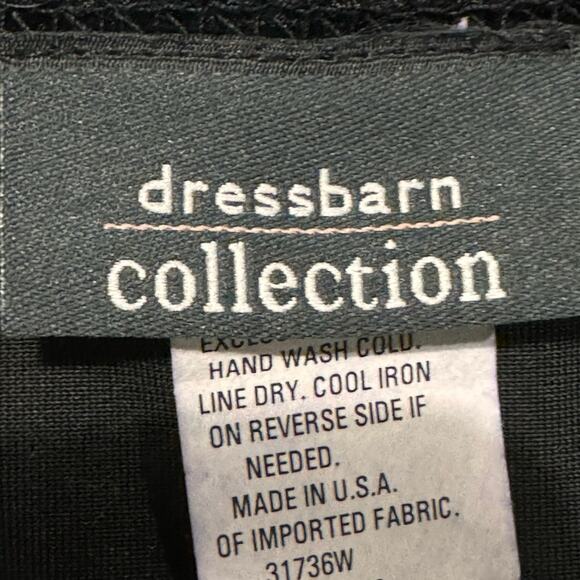 dressbarn
collection
HAND WASH COLD.
LINE DRY. COOL IRON
ON REVERSE SIDE IF
NEEDED.
MADE IN U.S.A.
OF IMPORTED FABRIC.
31736W